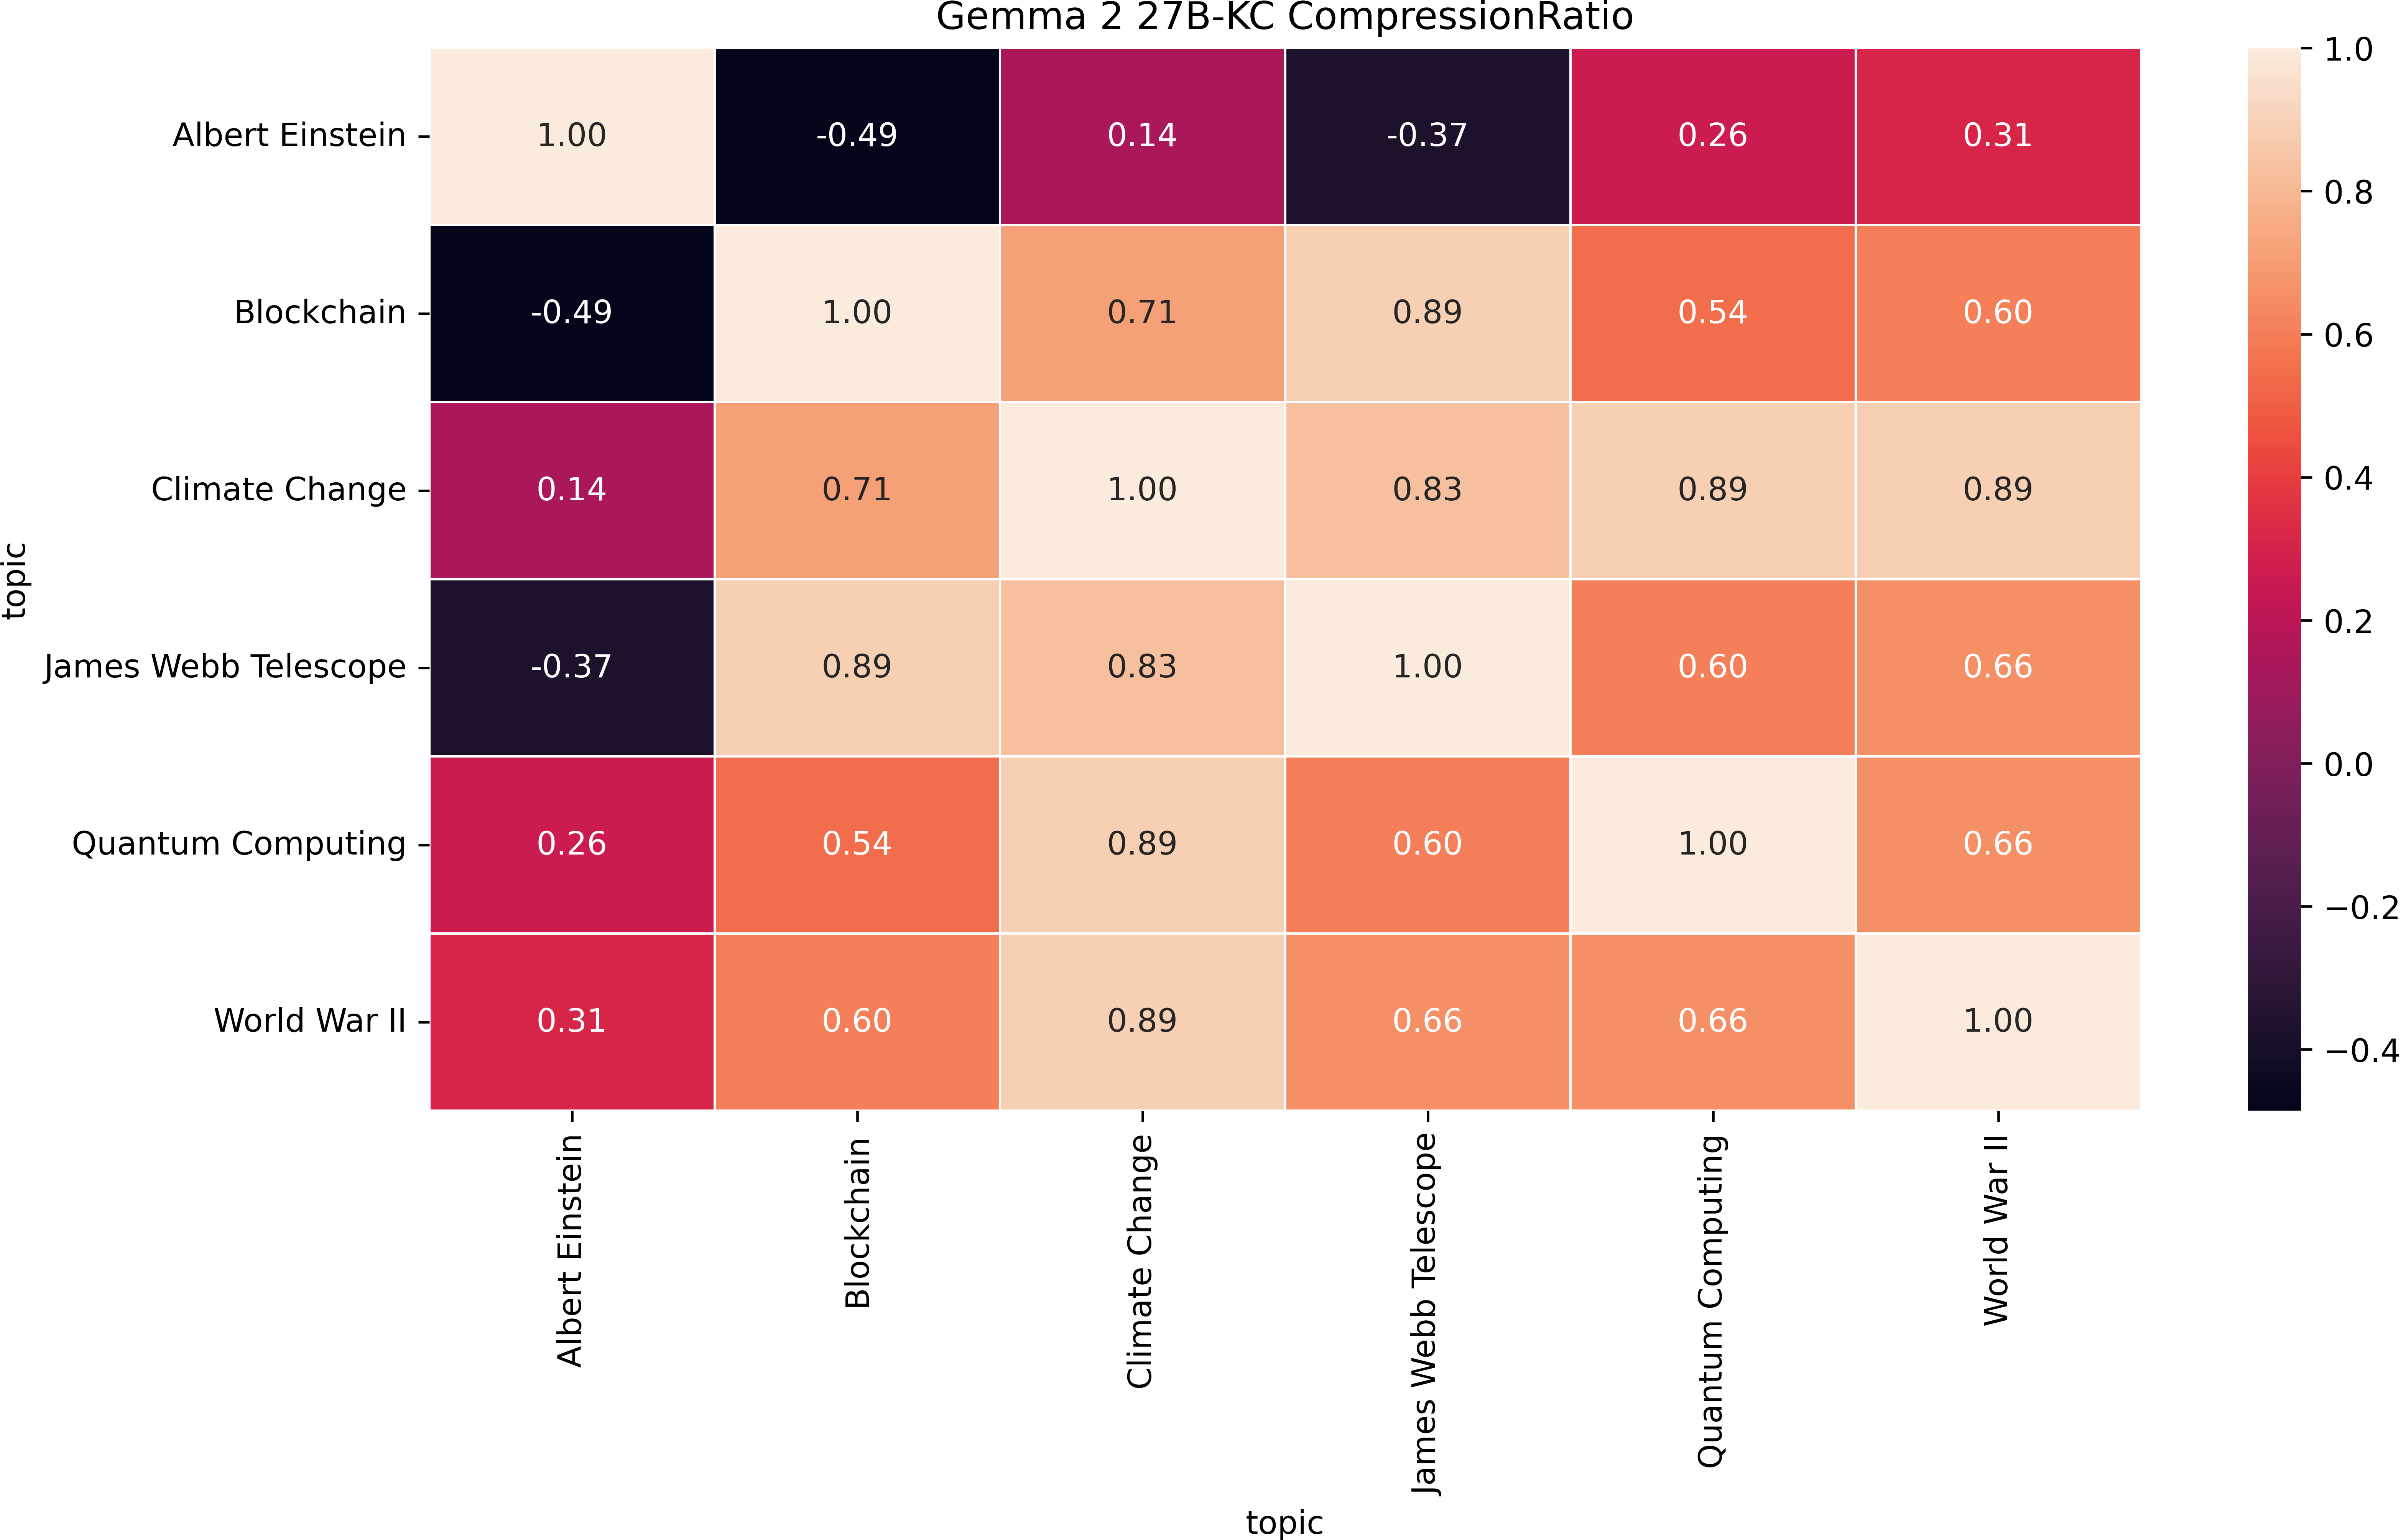 Gemma 2 27B-KC CompressionRatio
Albert Einstein 1.00 -0.49 0.14 -0.37 0.26 0.31
Blockchain -0.49 1.00 0.71 0.89 0.54 0.60
Climate Change 0.14 0.71 1.00 0.83 0.89 0.89
James Webb Telescope -0.37 0.89 0.83 1.00 0.60 0.66
Quantum Computing 0.26 0.54 0.89 0.60 1.00 0.66
World War II 0.31 0.60 0.89 0.66 0.66 1.00
topic
Albert Einstein
Blockchain
Climate Change
James Webb Telescope
Quantum Computing
World War II
topic
1.0
0.8
0.6
0.4
0.2
0.0
−0.2
−0.4